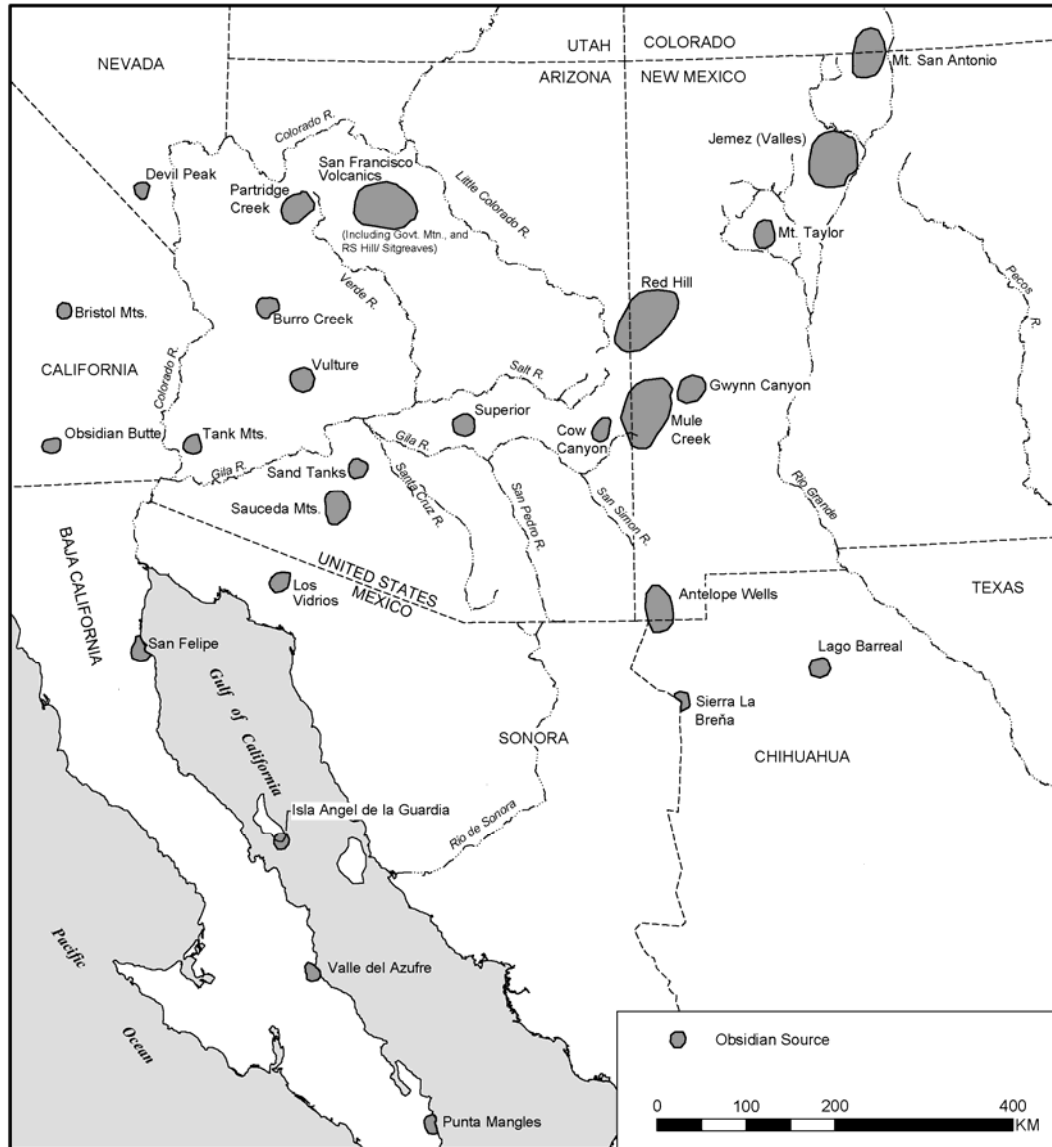 NEVADA
UTAH
COLORADO
ARIZONA
NEW MEXICO
Mt. San Antonio
Colorado R.
Jemez (Valles)
Devil Peak
San Francisco
Volcanics
Partridge
Creek
(Including Govt. Mtn., and
RS Hill/ Sitgreaves)
Little Colorado R.
Mt. Taylor
Verde R.
Pecos
R.
Red Hill
Bristol Mts.
Burro Creek
CALIFORNIA
Colorado R.
Vulture
Salt R.
Gwynn Canyon
Superior
Cow
Canyon
Mule
Creek
Obsidian Butte
Tank Mts.
Gila R.
Gila R.
Sand Tanks
Santa Cruz R.
San Pedro R.
San Simon R.
Rio Grande
Sauceda Mts.
BAJA CALIFORNIA
UNITED STATES
MEXICO
Los
Vidrios
Antelope Wells
TEXAS
San Felipe
Lago Barreal
Gulf of California
Sierra La
Breňa
SONORA
CHIHUAHUA
Isla Angel de la Guardia
Rio de Sonora
Pacific
Ocean
Valle del Azufre
Punta Mangles
Obsidian Source
0 100 200 400
KM